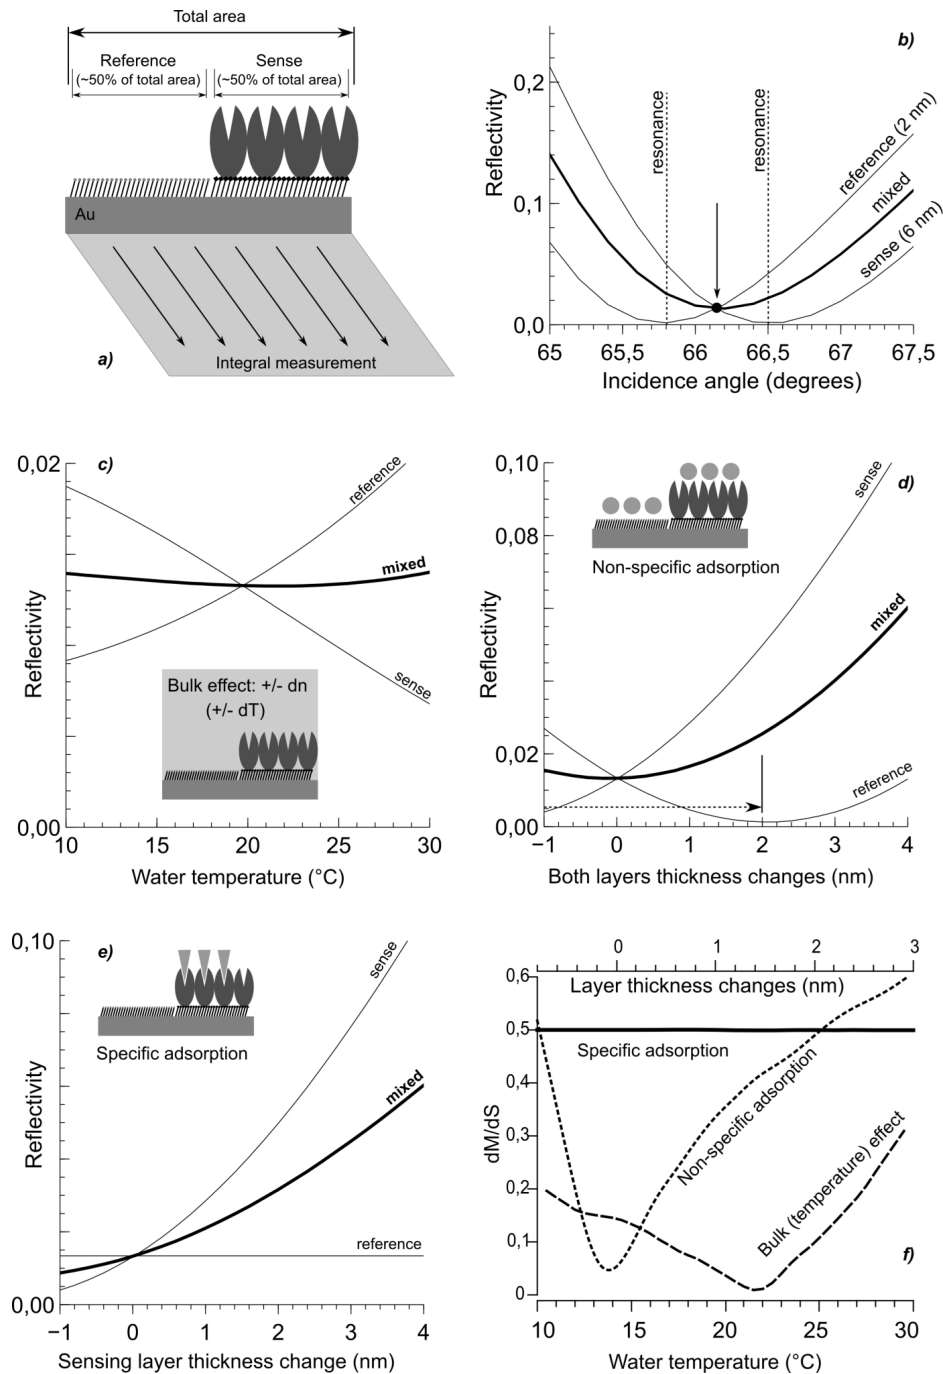 Total area
Reference
(~50% of total area)
Sense
(~50% of total area)
Au
Integral measurement
a)
b)
Reflectivity
0,2
0,1
0,0
resonance
resonance
reference (2 nm)
mixed
sense (6 nm)
65
65,5
66
66,5
67
67,5
Incidence angle (degrees)
c)
Reflectivity
0,02
0,00
reference
mixed
sense
Bulk effect: +/- dn
(+/- dT)
10
15
20
25
30
Water temperature (°C)
d)
Reflectivity
0,10
0,08
0,02
0,00
sense
Non-specific adsorption
mixed
reference
−1
0
1
2
3
4
Both layers thickness changes (nm)
e)
Reflectivity
0,10
0,00
sense
Specific adsorption
mixed
reference
−1
0
1
2
3
4
Sensing layer thickness change (nm)
0
1
2
3
Layer thickness changes (nm)
dM/dS
0,6
0,5
0,4
0,3
0,2
0,1
0
Specific adsorption
Non-specific adsorption
Bulk (temperature) effect
f)
10
15
20
25
30
Water temperature (°C)